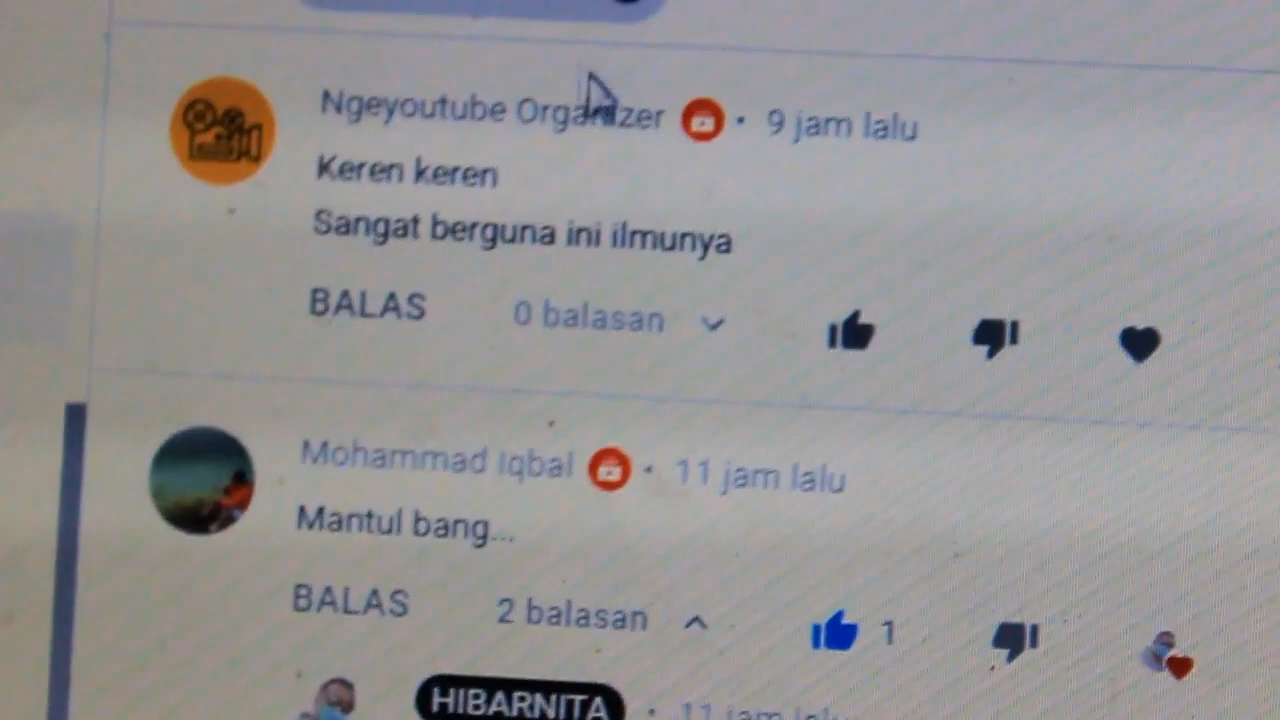 Ngeyoutube Organizer • 9 jam lalu
Keren keren
Sangat berguna ini ilmunya
BALAS 0 balasan
Mohammad Iqbal • 11 jam lalu
Mantul bang...
BALAS 2 balasan 1
HIBARNITA • 11 jam lalu